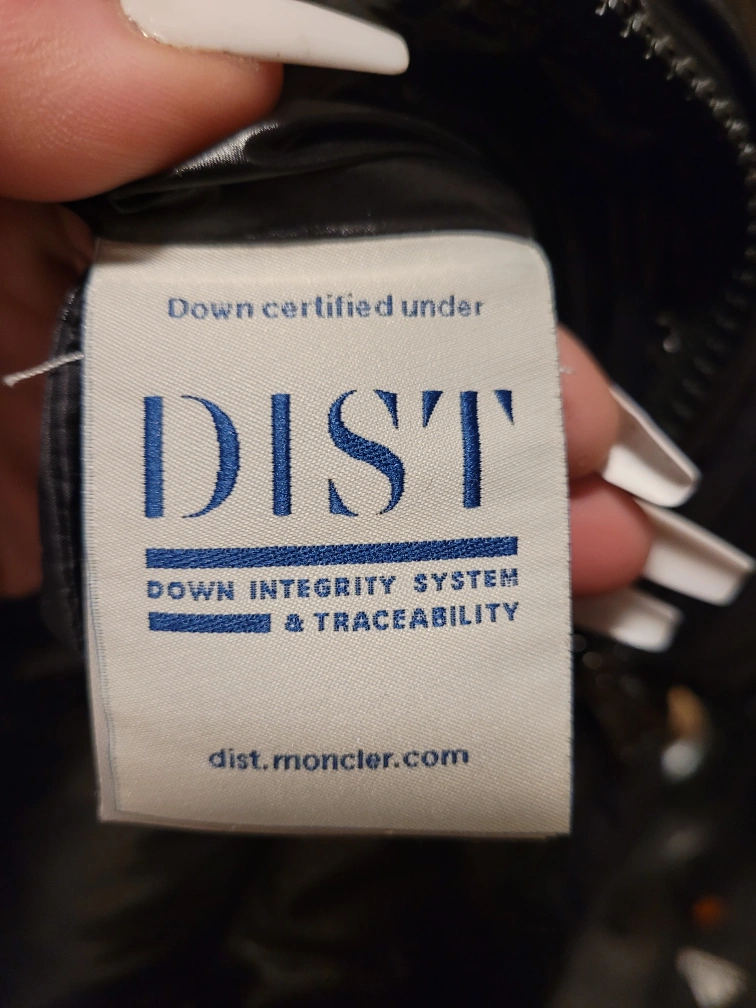 Down certified under
DIST
DOWN INTEGRITY SYSTEM
& TRACEABILITY
dist.moncler.com